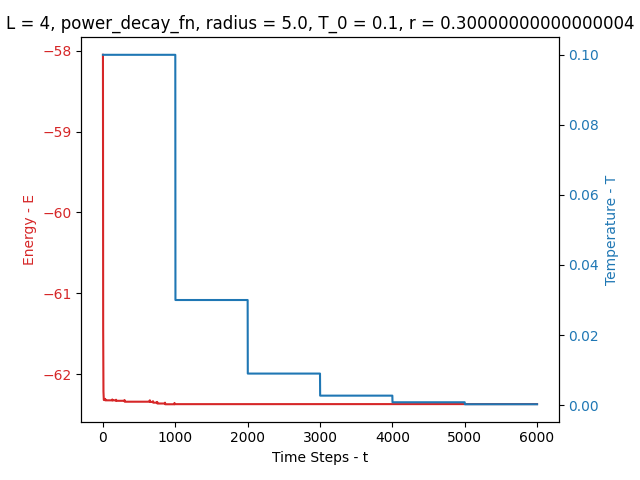 L = 4, power_decay_fn, radius = 5.0, T_0 = 0.1, r = 0.30000000000000004
−58
−59
−60
−61
−62
Energy - E
0.10
0.08
0.06
0.04
0.02
0.00
Temperature - T
0 1000 2000 3000 4000 5000 6000
Time Steps - t